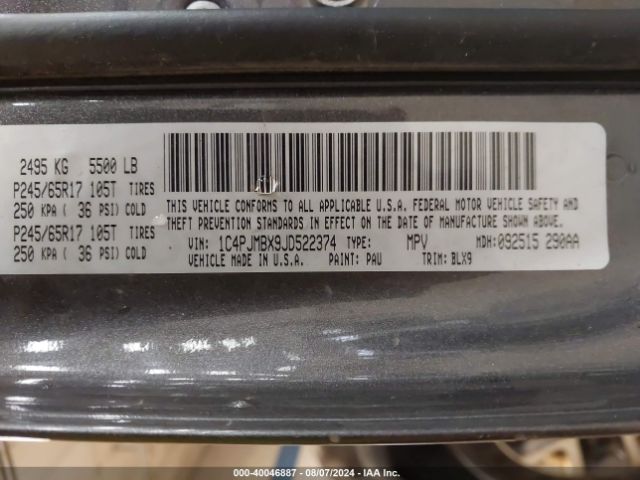 2495 KG 5500 LB
P245/65R17 105T TIRES
250 KPA ( 36 PSI) COLD
P245/65R17 105T TIRES
250 KPA ( 36 PSI) COLD
THIS VEHICLE CONFORMS TO ALL APPLICABLE U.S.A. FEDERAL MOTOR VEHICLE SAFETY AND
THEFT PREVENTION STANDARDS IN EFFECT ON THE DATE OF MANUFACTURE SHOWN ABOVE.
VIN: 1C4PJMBX9JD522374 TYPE: MPV MDH: 092515 290AA
VEHICLE MADE IN U.S.A. PAINT: PAU TRIM: BLX9
000-40046887 - 08/07/2024 - IAA Inc.